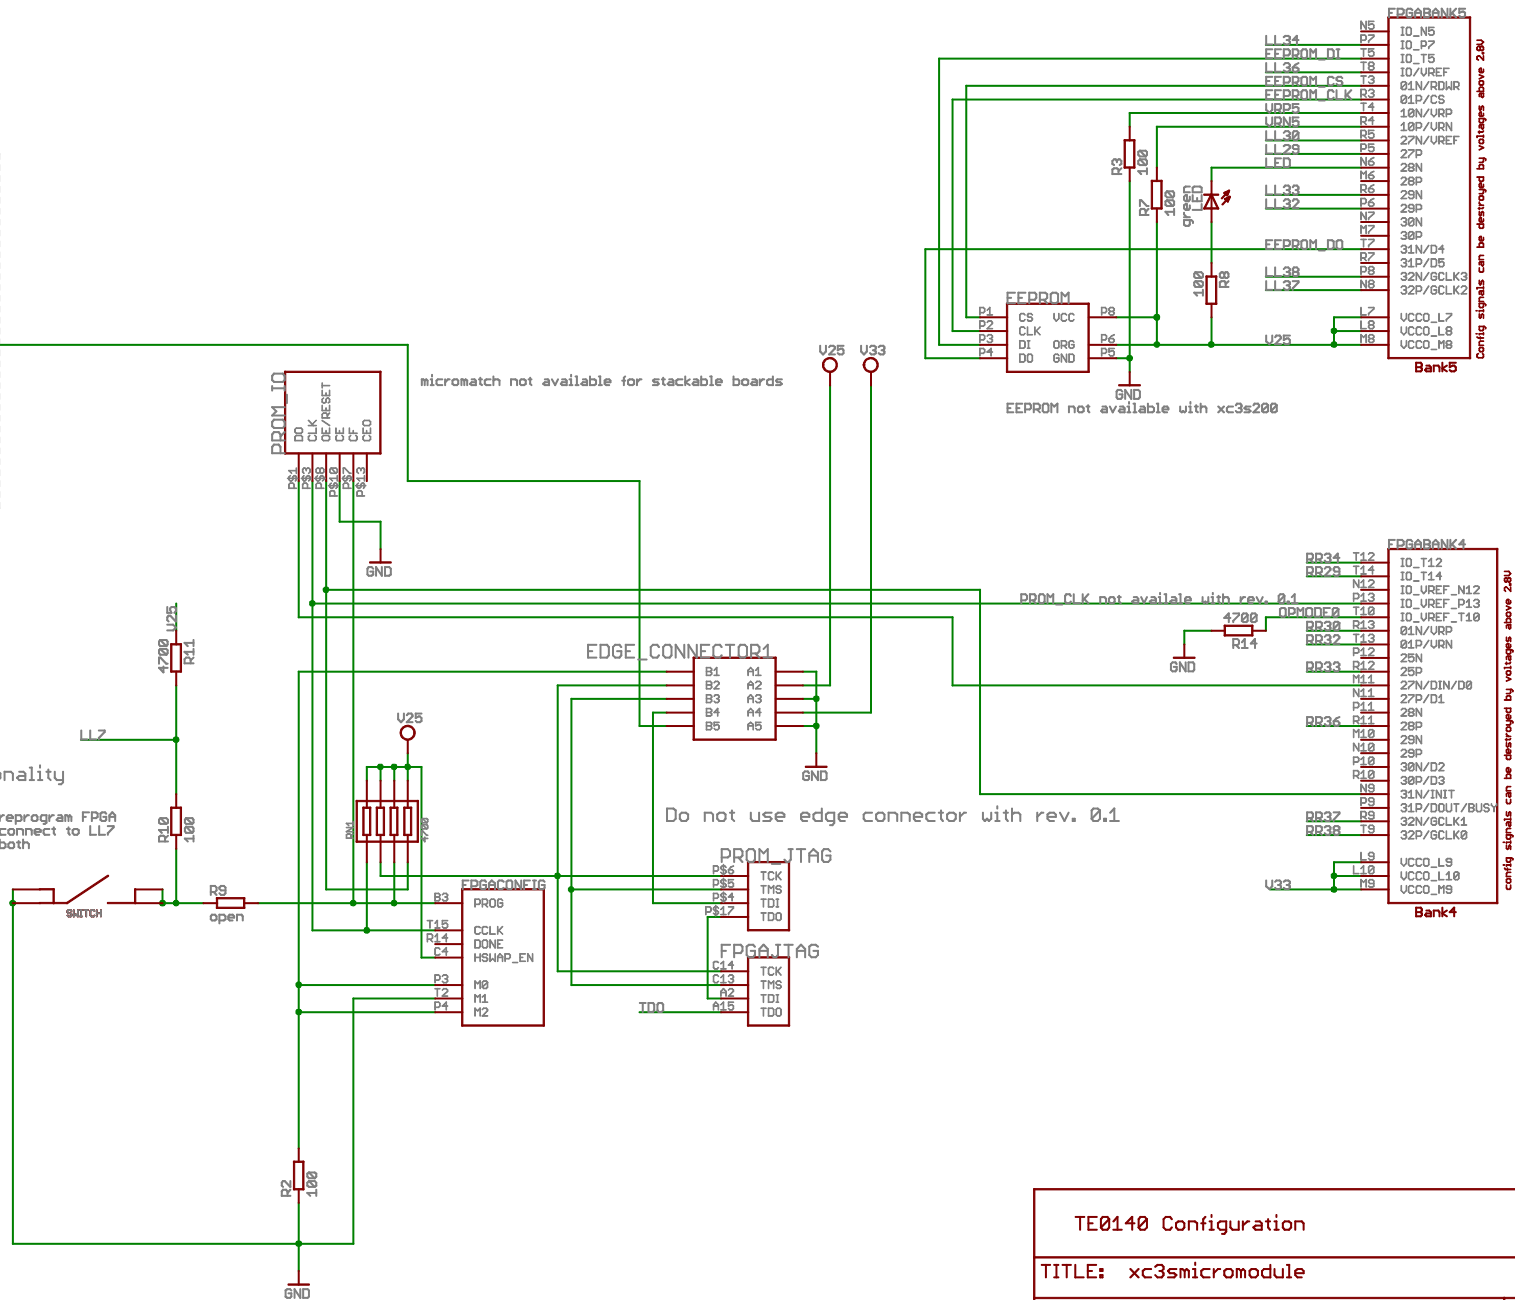 FPGABANK5
N5 IO_N5
LL34 P7 IO_P7
EEPROM_DI T5 IO_T5
LL36 T8 IO/VREF
EEPROM_CS T3 01N/RDWR
EEPROM_CLK R3 01P/CS
VRP5 T4 10N/VRP
VRN5 R4 10P/VRN
LL30 R5 27N/VREF
LL29 P5 27P
LED N6 28N
M6 28P
LL33 R6 29N
LL32 P6 29P
N7 30N
M7 30P
EEPROM_DO T7 31N/D4
R7 31P/D5
LL38 P8 32N/GCLK3
LL37 N8 32P/GCLK2
L7 VCCO_L7
L8 VCCO_L8
V25 M8 VCCO_M8
Bank5
Config signals can be destroyed by voltages above 2.8V
R3 100
R7 100
green LED
100 R8
EEPROM
P1 CS VCC P8
P2 CLK
P3 DI ORG P6
P4 DO GND P5
GND
EEPROM not available with xc3s200
V25 V33
micromatch not available for stackable boards
PROM_IO
DO
CLK
OE/RESET
CE
CF
CEO
P$1
P$3
P$8
P$10
P$7
P$13
GND
FPGABANK4
RR34 T12 IO_T12
RR29 T14 IO_T14
N12 IO_VREF_N12
PROM_CLK not availale with rev. 0.1 P13 IO_VREF_P13
OPMODE0 T10 IO_VREF_T10
RR30 R13 01N/VRP
RR32 T13 01P/VRN
P12 25N
RR33 R12 25P
M11 27N/DIN/D0
N11 27P/D1
P11 28N
RR36 R11 28P
M10 29N
N10 29P
P10 30N/D2
R10 30P/D3
N9 31N/INIT
P9 31P/DOUT/BUSY
RR37 R9 32N/GCLK1
RR38 T9 32P/GCLK0
L9 VCCO_L9
L10 VCCO_L10
V33 M9 VCCO_M9
Bank4
config signals can be destroyed by voltages above 2.8V
4700
R14
GND
V25
4700 R11
EDGE_CONNECTOR1
B1 A1
B2 A2
B3 A3
B4 A4
B5 A5
GND
V25
LL7
onality
reprogram FPGA
connect to LL7
both
R10 100
RN1 4700
Do not use edge connector with rev. 0.1
PROM_JTAG
P$6 TCK
P$5 TMS
P$4 TDI
P$17 TDO
FPGAJTAG
C14 TCK
C13 TMS
A2 TDI
TDO A15 TDO
FPGACONFIG
B3 PROG
T15 CCLK
R14 DONE
C4 HSWAP_EN
P3 M0
T2 M1
P4 M2
SWITCH
R9
open
R2 100
GND
TE0140 Configuration
TITLE: xc3smicromodule